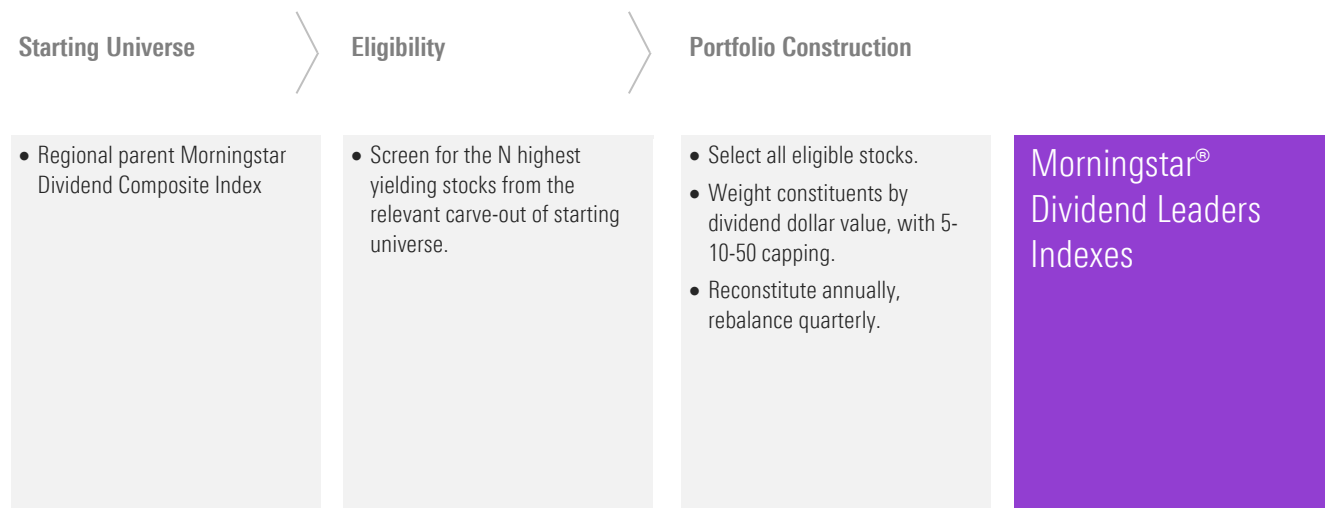 Starting Universe
Eligibility
Portfolio Construction
• Regional parent Morningstar
Dividend Composite Index
• Screen for the N highest
yielding stocks from the
relevant carve-out of starting
universe.
• Select all eligible stocks.
• Weight constituents by
dividend dollar value, with 5-
10-50 capping.
• Reconstitute annually,
rebalance quarterly.
Morningstar®
Dividend Leaders
Indexes